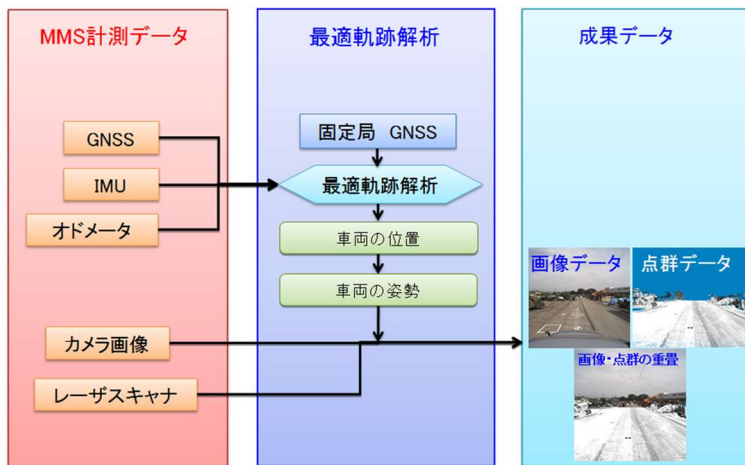 MMS計測データ
GNSS
IMU
オドメータ
カメラ画像
レーザスキャナ
最適軌跡解析
固定局 GNSS
最適軌跡解析
車両の位置
車両の姿勢
成果データ
画像データ
点群データ
画像・点群の重畳